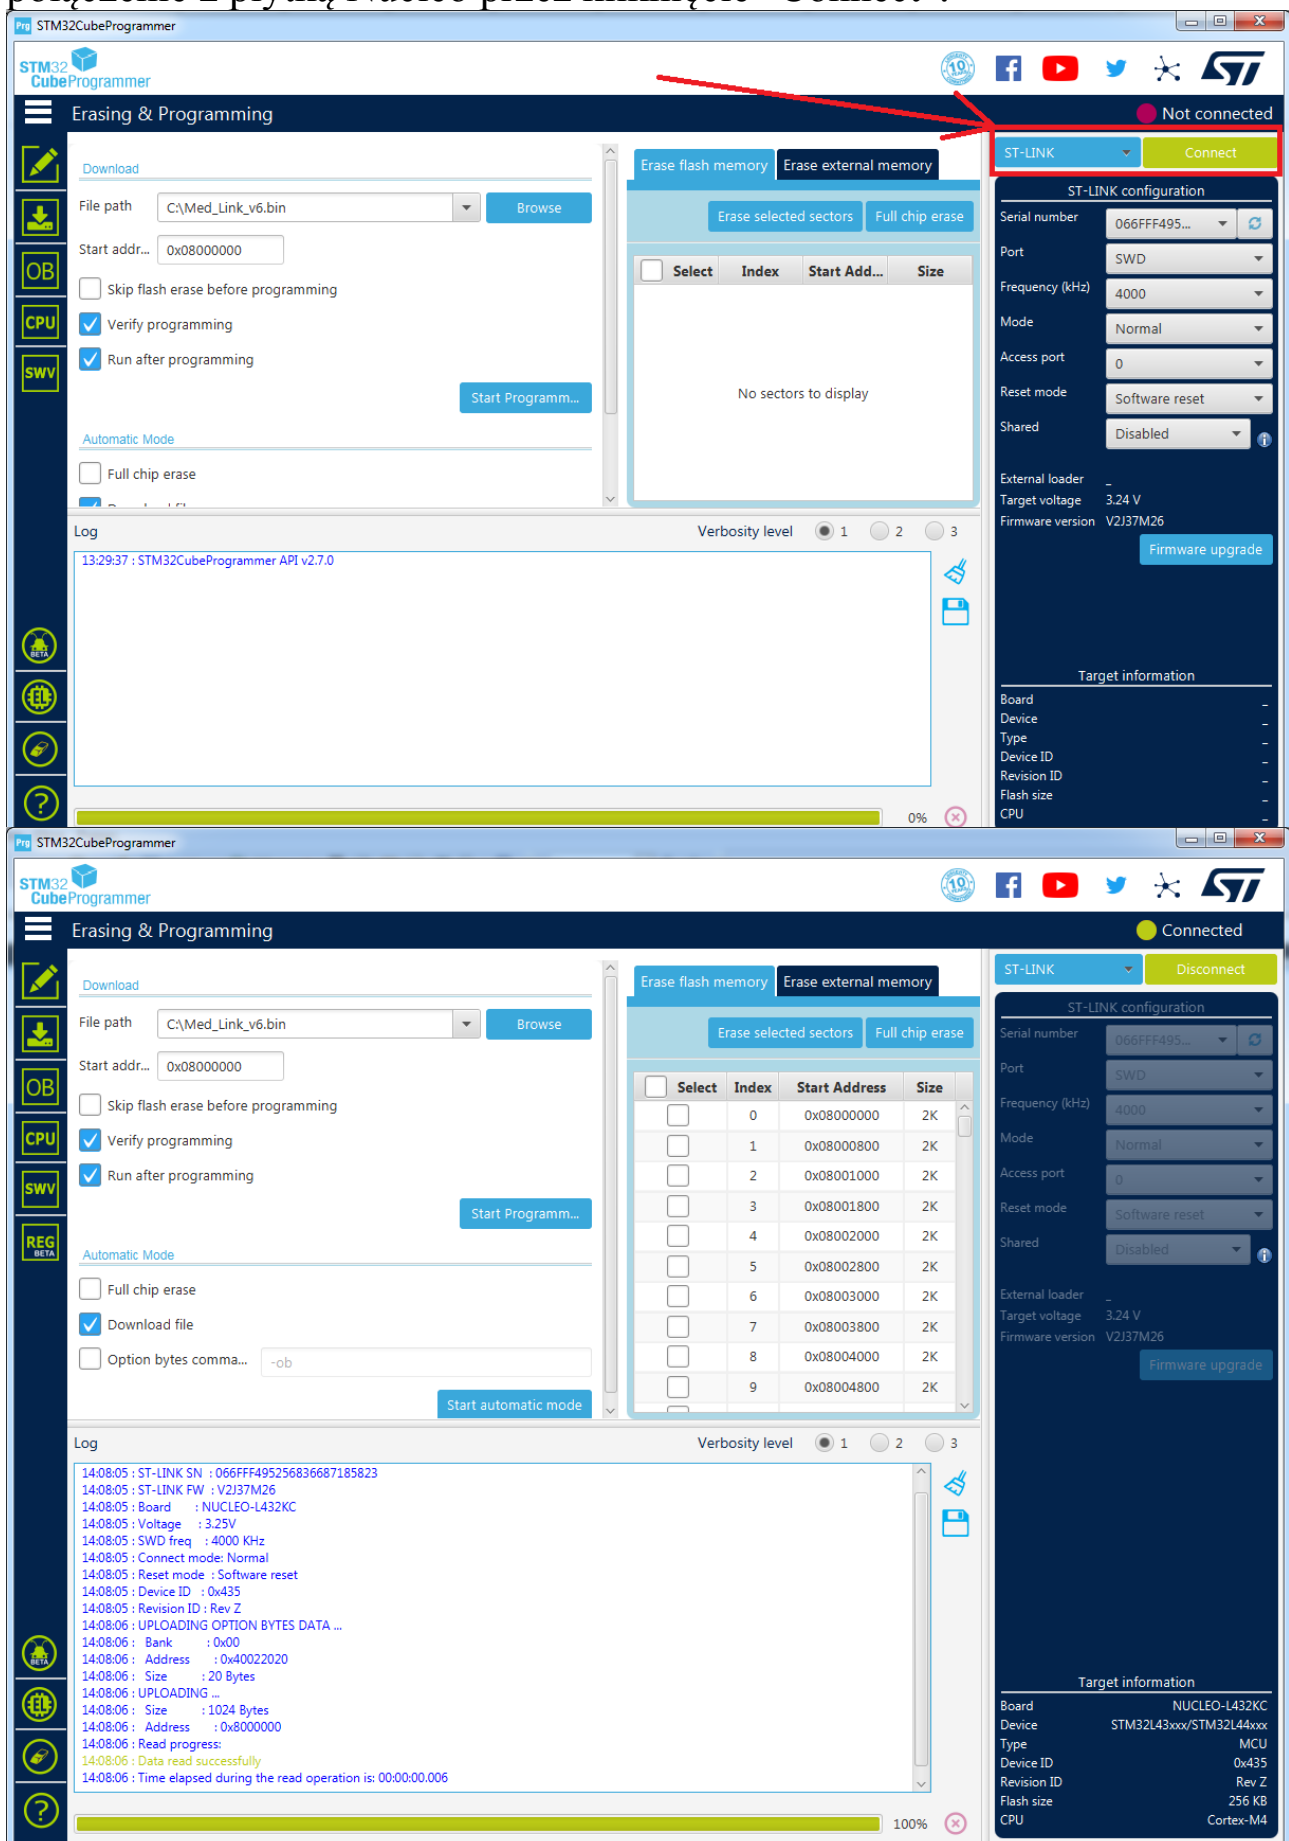 połączenie z płytką Nucleo przez
"Connect".
STM32CubeProgrammer
STM32
CubeProgrammer
10
Erasing & Programming
Not connected
Download
File path
C:\Med_Link_v6.bin
Browse
Start addr...
0x08000000
Skip flash erase before programming
Verify programming
Run after programming
Start Programm...
Automatic Mode
Full chip erase
OB
CPU
SWV
Erase flash memory
Erase external memory
Erase selected sectors
Full chip erase
Select Index Start Add... Size
No sectors to display
ST-LINK
Connect
ST-LINK configuration
Serial number
066FFF495...
Port
SWD
Frequency (kHz)
4000
Mode
Normal
Access port
0
Reset mode
Software reset
Shared
Disabled
External loader _
Target voltage 3.24 V
Firmware version V2J37M26
Firmware upgrade
Log
Verbosity level 1 2 3
13:29:37 : STM32CubeProgrammer API v2.7.0
BETA
0%
Target information
Board _
Device _
Type _
Device ID _
Revision ID _
Flash size _
CPU _
STM32CubeProgrammer
STM32
CubeProgrammer
10
Erasing & Programming
Connected
Download
File path
C:\Med_Link_v6.bin
Browse
Start addr...
0x08000000
Skip flash erase before programming
Verify programming
Run after programming
Start Programm...
Automatic Mode
Full chip erase
Download file
Option bytes comma...
-ob
Start automatic mode
OB
CPU
SWV
REG
BETA
Erase flash memory
Erase external memory
Erase selected sectors
Full chip erase
Select Index Start Address Size
0 0x08000000 2K
1 0x08000800 2K
2 0x08001000 2K
3 0x08001800 2K
4 0x08002000 2K
5 0x08002800 2K
6 0x08003000 2K
7 0x08003800 2K
8 0x08004000 2K
9 0x08004800 2K
ST-LINK
Disconnect
ST-LINK configuration
Serial number
066FFF495...
Port
SWD
Frequency (kHz)
4000
Mode
Normal
Access port
0
Reset mode
Software reset
Shared
Disabled
External loader _
Target voltage 3.24 V
Firmware version V2J37M26
Firmware upgrade
Log
Verbosity level 1 2 3
14:08:05 : ST-LINK SN : 066FFF495256836687185823
14:08:05 : ST-LINK FW : V2J37M26
14:08:05 : Board : NUCLEO-L432KC
14:08:05 : Voltage : 3.25V
14:08:05 : SWD freq : 4000 KHz
14:08:05 : Connect mode: Normal
14:08:05 : Reset mode : Software reset
14:08:05 : Device ID : 0x435
14:08:05 : Revision ID : Rev Z
14:08:06 : UPLOADING OPTION BYTES DATA ...
14:08:06 : Bank : 0x00
14:08:06 : Address : 0x40022020
14:08:06 : Size : 20 Bytes
14:08:06 : UPLOADING ...
14:08:06 : Size : 1024 Bytes
14:08:06 : Address : 0x8000000
14:08:06 : Read progress:
14:08:06 : Data read successfully
14:08:06 : Time elapsed during the read operation is: 00:00:00.006
BETA
100%
Target information
Board NUCLEO-L432KC
Device STM32L43xxx/STM32L44xxx
Type MCU
Device ID 0x435
Revision ID Rev Z
Flash size 256 KB
CPU Cortex-M4